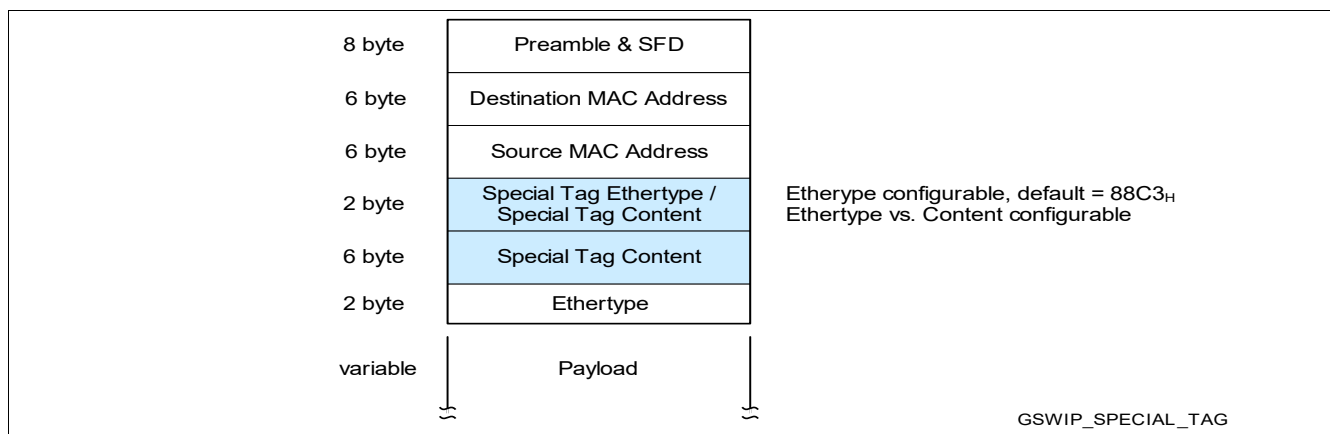 8 byte Preamble & SFD
6 byte Destination MAC Address
6 byte Source MAC Address
2 byte Special Tag Ethertype /
Special Tag Content
Etherype configurable, default = 88C3H
Ethertype vs. Content configurable
6 byte Special Tag Content
2 byte Ethertype
variable Payload
GSWIP_SPECIAL_TAG